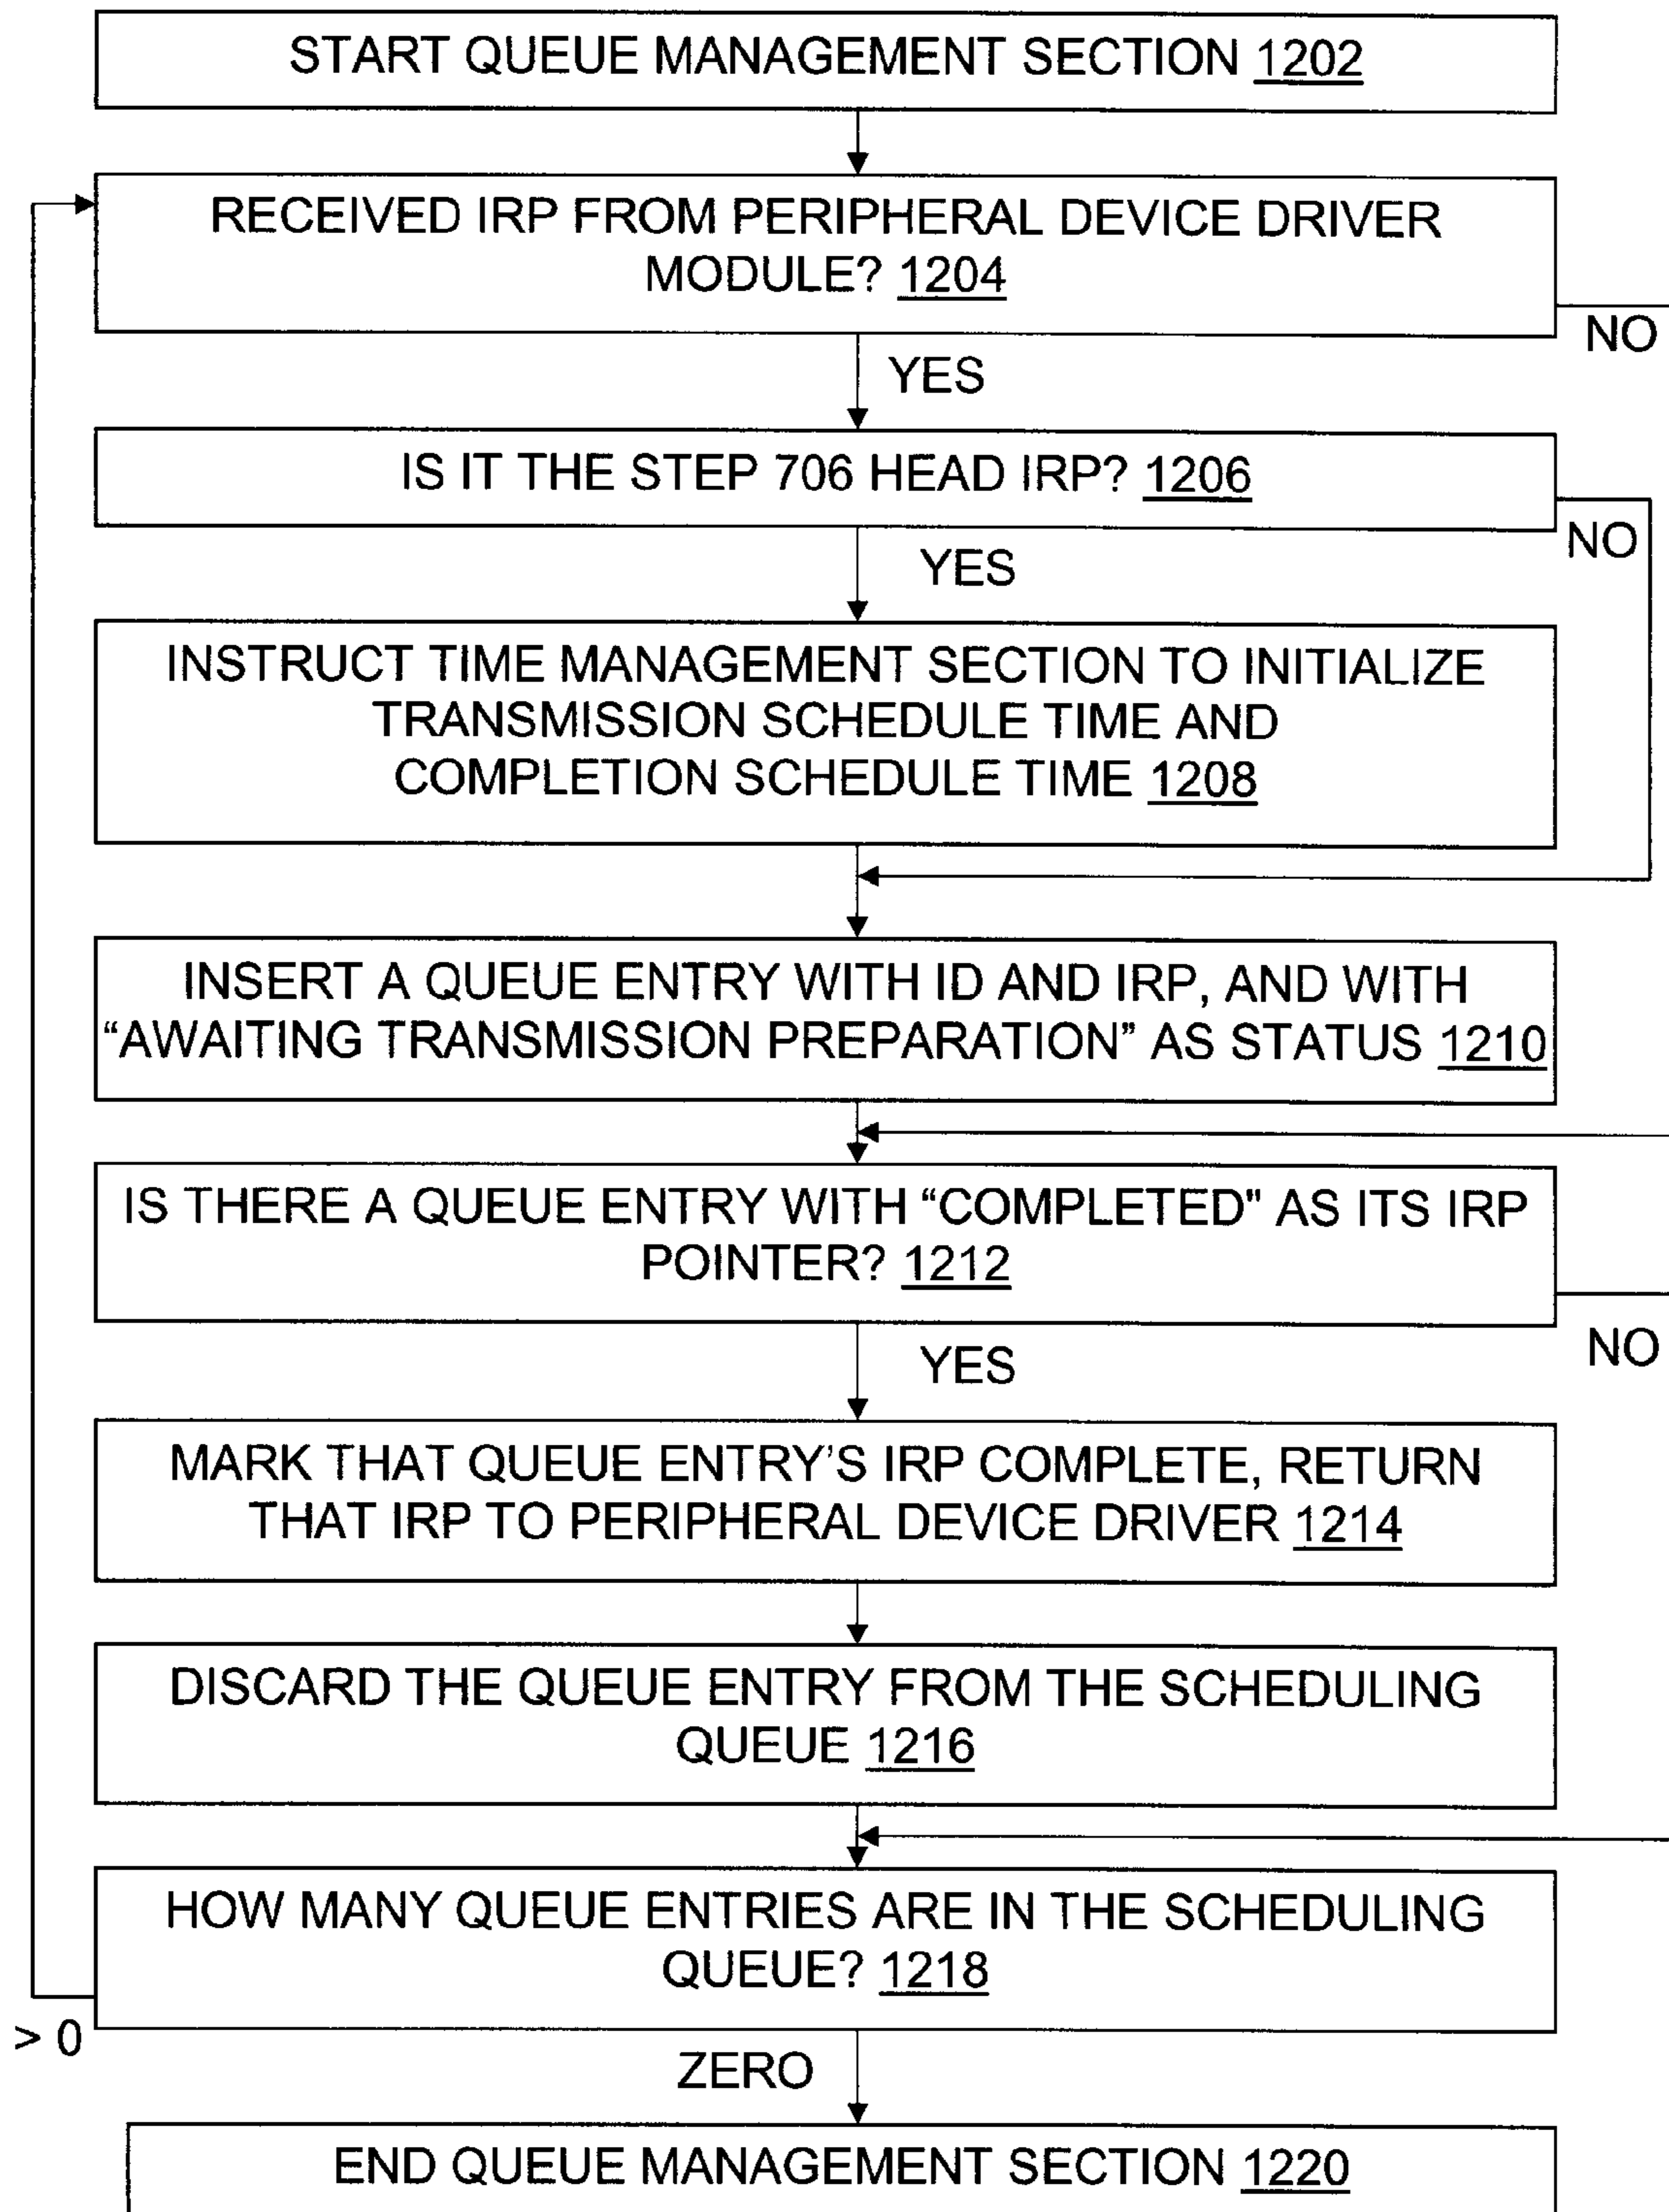 START QUEUE MANAGEMENT SECTION 1202
RECEIVED IRP FROM PERIPHERAL DEVICE DRIVER
MODULE? 1204
NO
YES
IS IT THE STEP 706 HEAD IRP? 1206
NO
YES
INSTRUCT TIME MANAGEMENT SECTION TO INITIALIZE
TRANSMISSION SCHEDULE TIME AND
COMPLETION SCHEDULE TIME 1208
INSERT A QUEUE ENTRY WITH ID AND IRP, AND WITH
“AWAITING TRANSMISSION PREPARATION” AS STATUS 1210
IS THERE A QUEUE ENTRY WITH “COMPLETED" AS ITS IRP
POINTER? 1212
NO
YES
MARK THAT QUEUE ENTRY’S IRP COMPLETE, RETURN
THAT IRP TO PERIPHERAL DEVICE DRIVER 1214
DISCARD THE QUEUE ENTRY FROM THE SCHEDULING
QUEUE 1216
HOW MANY QUEUE ENTRIES ARE IN THE SCHEDULING
QUEUE? 1218
> 0
ZERO
END QUEUE MANAGEMENT SECTION 1220